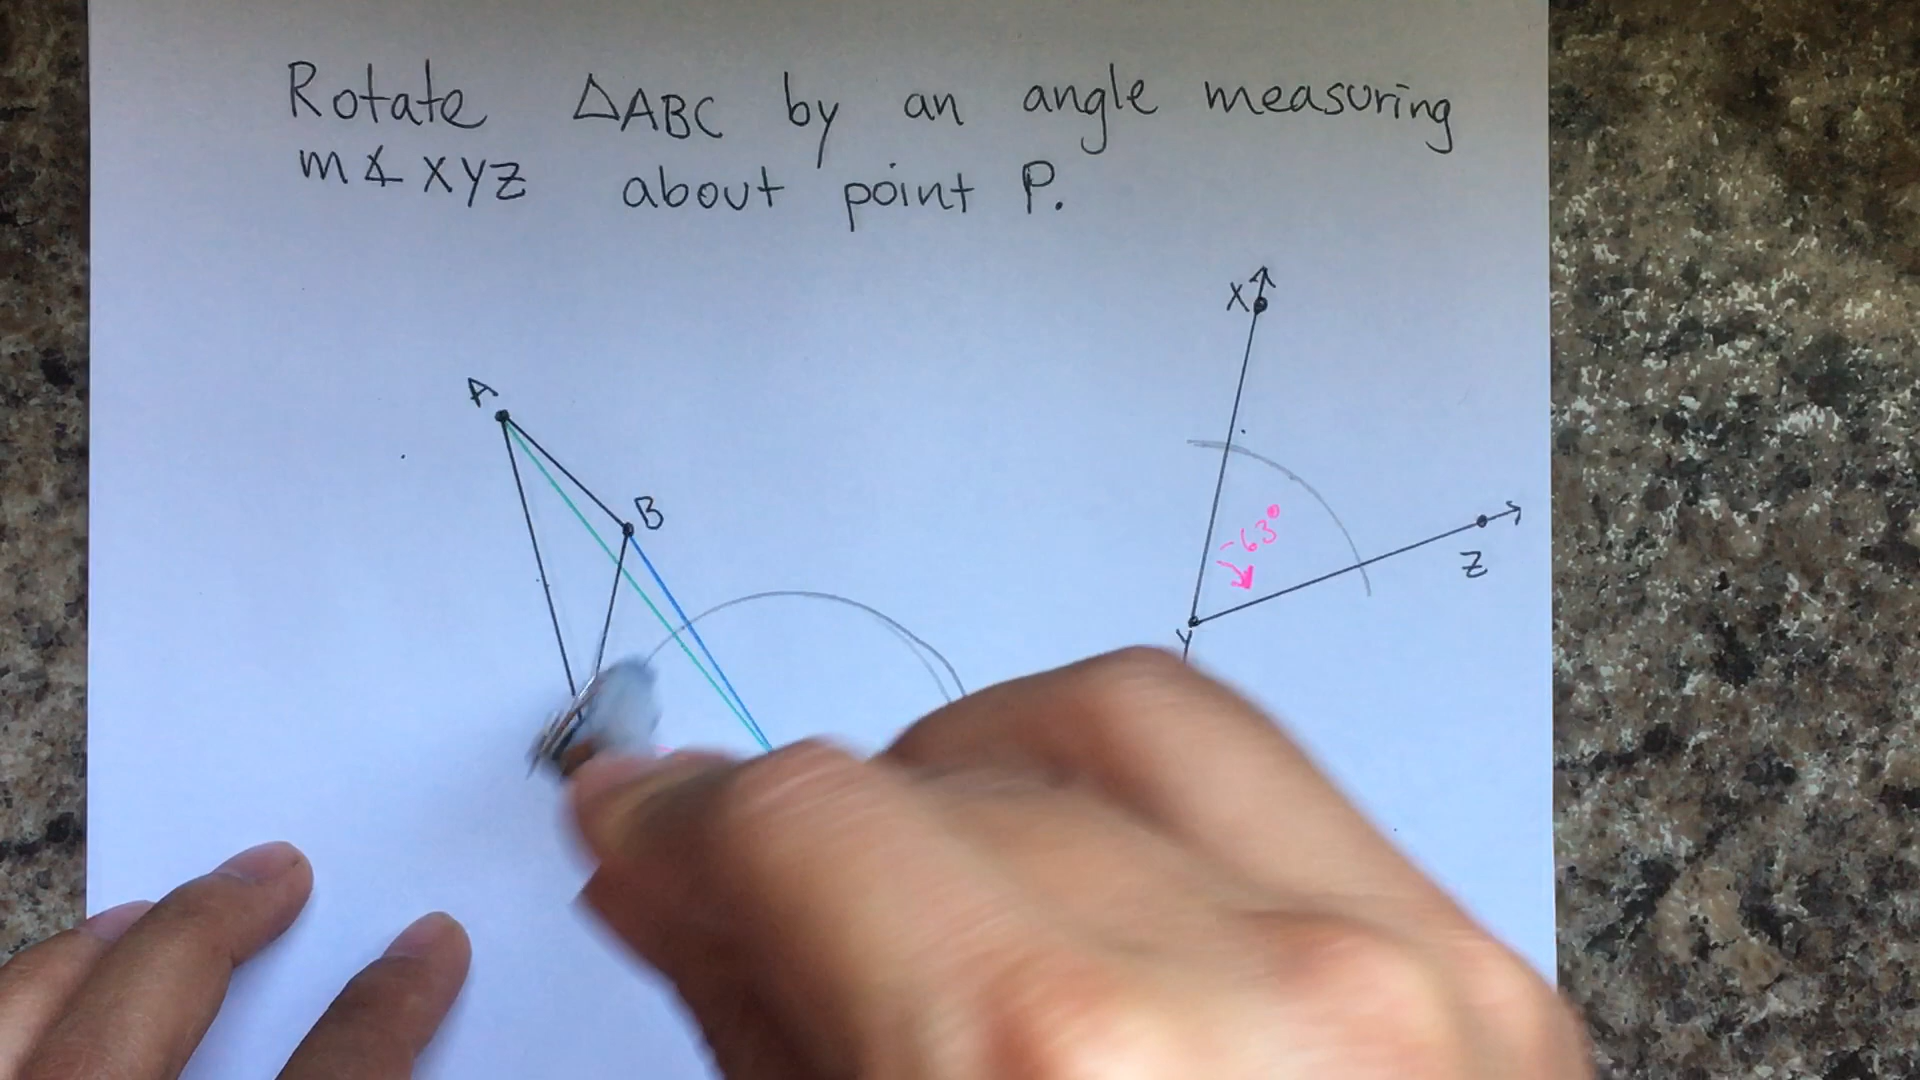 Rotate △ABC by an angle measuring
m∡XYZ about point P.
X
A
B
-63°
Z
Y